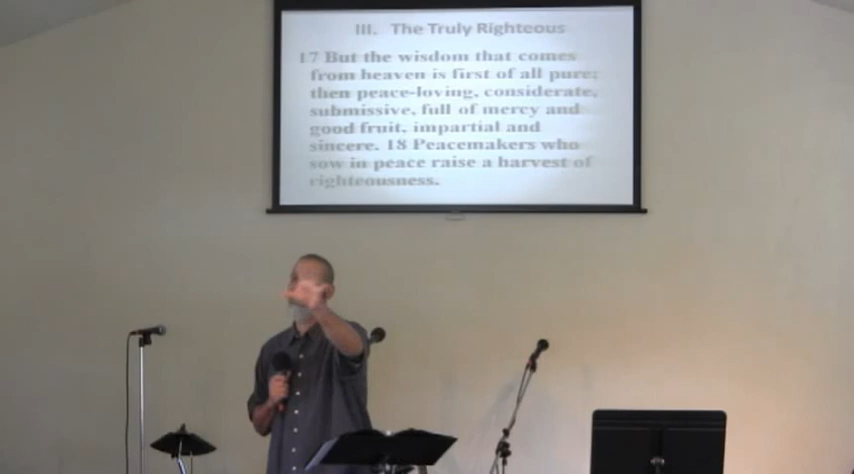 III. The Truly Righteous
17 But the wisdom that comes
from heaven is first of all pure;
then peace-loving, considerate,
submissive, full of mercy and
good fruit, impartial and
sincere. 18 Peacemakers who
sow in peace raise a harvest of
righteousness.